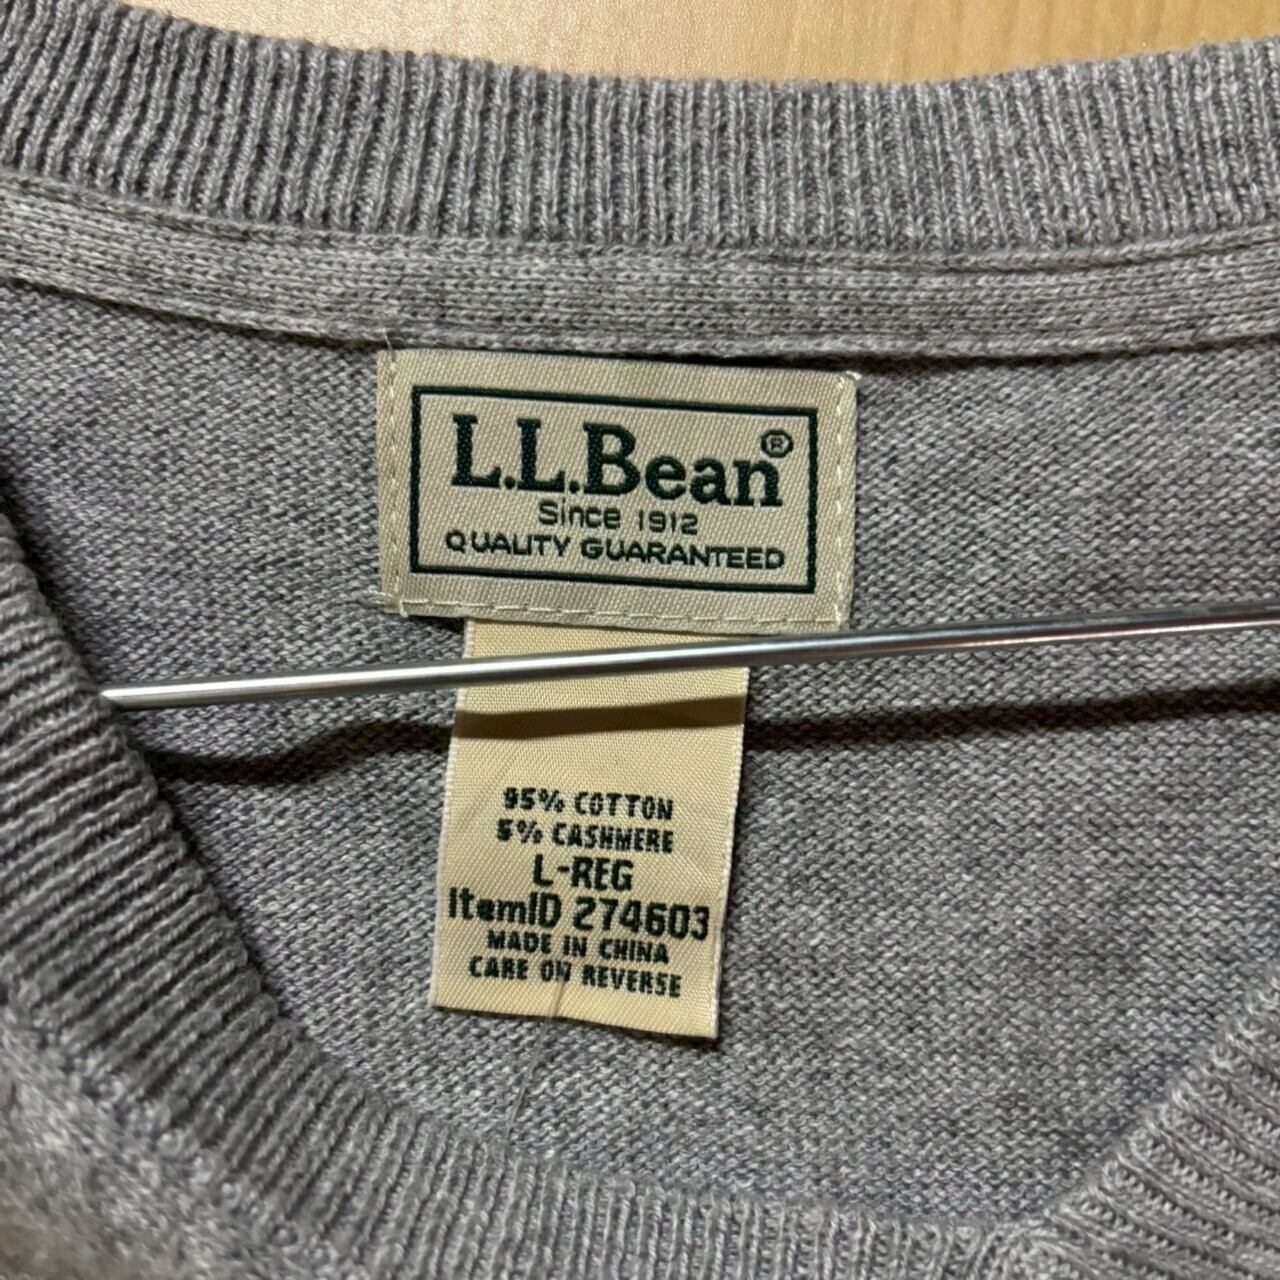 L.L.Bean®
Since 1912
QUALITY GUARANTEED
95% COTTON
5% CASHMERE
L-REG
ItemID 274603
MADE IN CHINA
CARE ON REVERSE